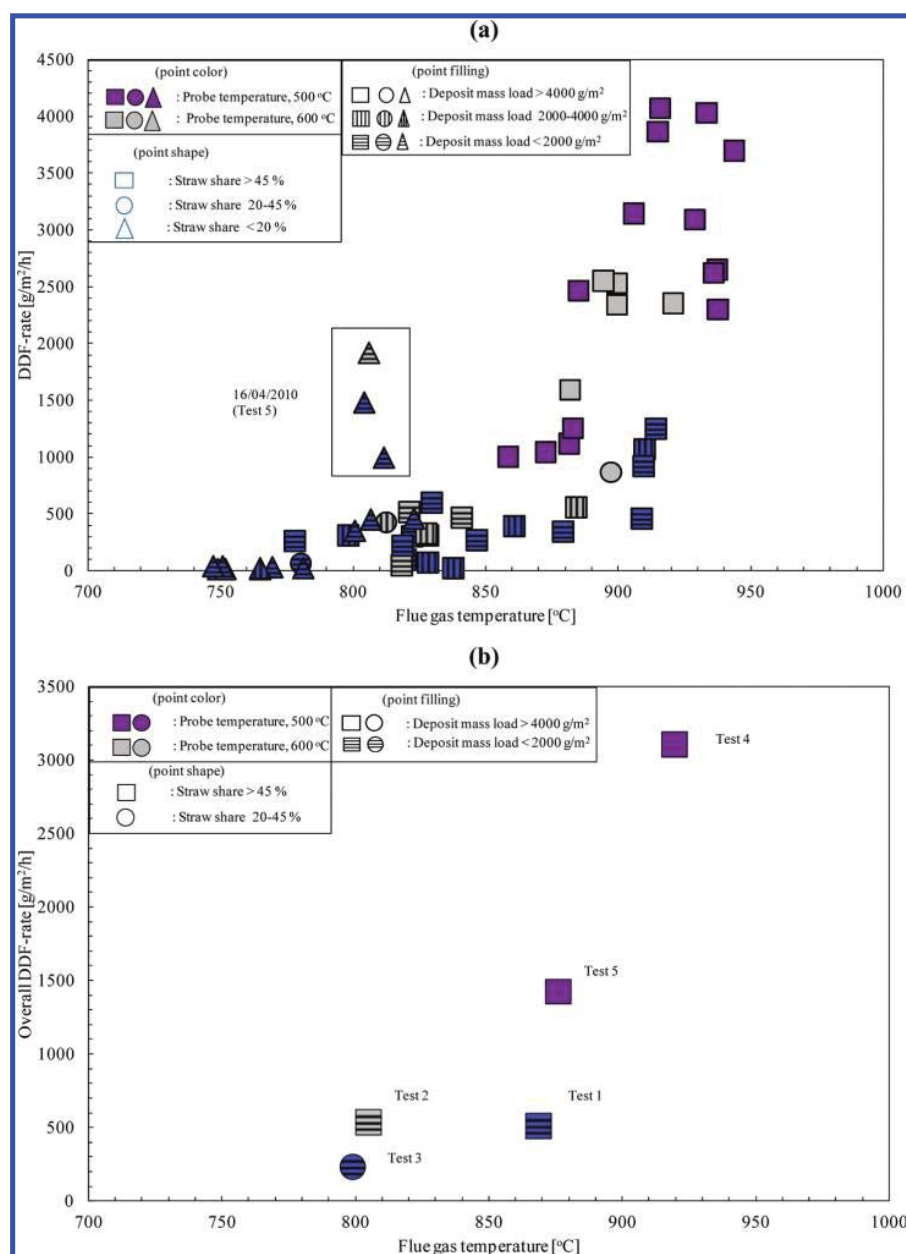 (a)
4500
4000
3500
3000
2500
2000
1500
1000
500
0
DDF-rate [g/m²/h]
(point color)
: Probe temperature, 500 °C
: Probe temperature, 600 °C
(point shape)
: Straw share > 45 %
: Straw share 20-45 %
: Straw share < 20 %
(point filling)
: Deposit mass load > 4000 g/m²
: Deposit mass load 2000-4000 g/m²
: Deposit mass load < 2000 g/m²
16/04/2010
(Test 5)
700 750 800 850 900 950 1000
Flue gas temperature [°C]
(b)
3500
3000
2500
2000
1500
1000
500
0
Overall DDF-rate [g/m²/h]
(point color)
: Probe temperature, 500 °C
: Probe temperature, 600 °C
(point shape)
: Straw share > 45 %
: Straw share 20-45 %
(point filling)
: Deposit mass load > 4000 g/m²
: Deposit mass load < 2000 g/m²
Test 4
Test 5
Test 2
Test 1
Test 3
700 750 800 850 900 950 1000
Flue gas temperature [°C]